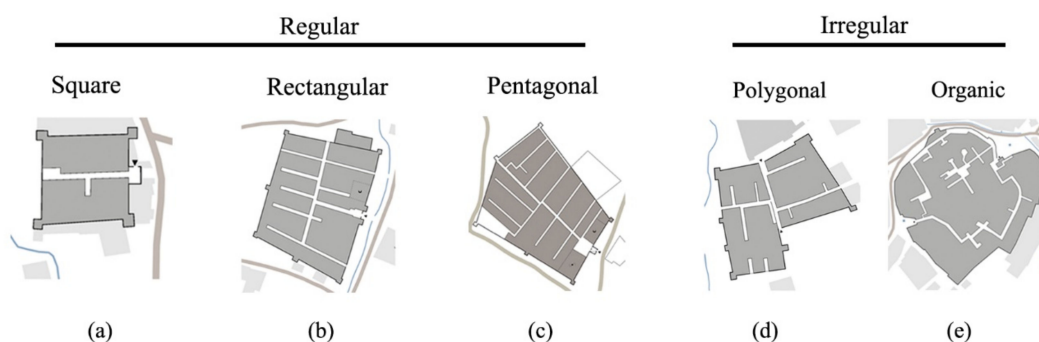 Regular
Irregular
Square
Rectangular
Pentagonal
Polygonal
Organic
(a)
(b)
(c)
(d)
(e)